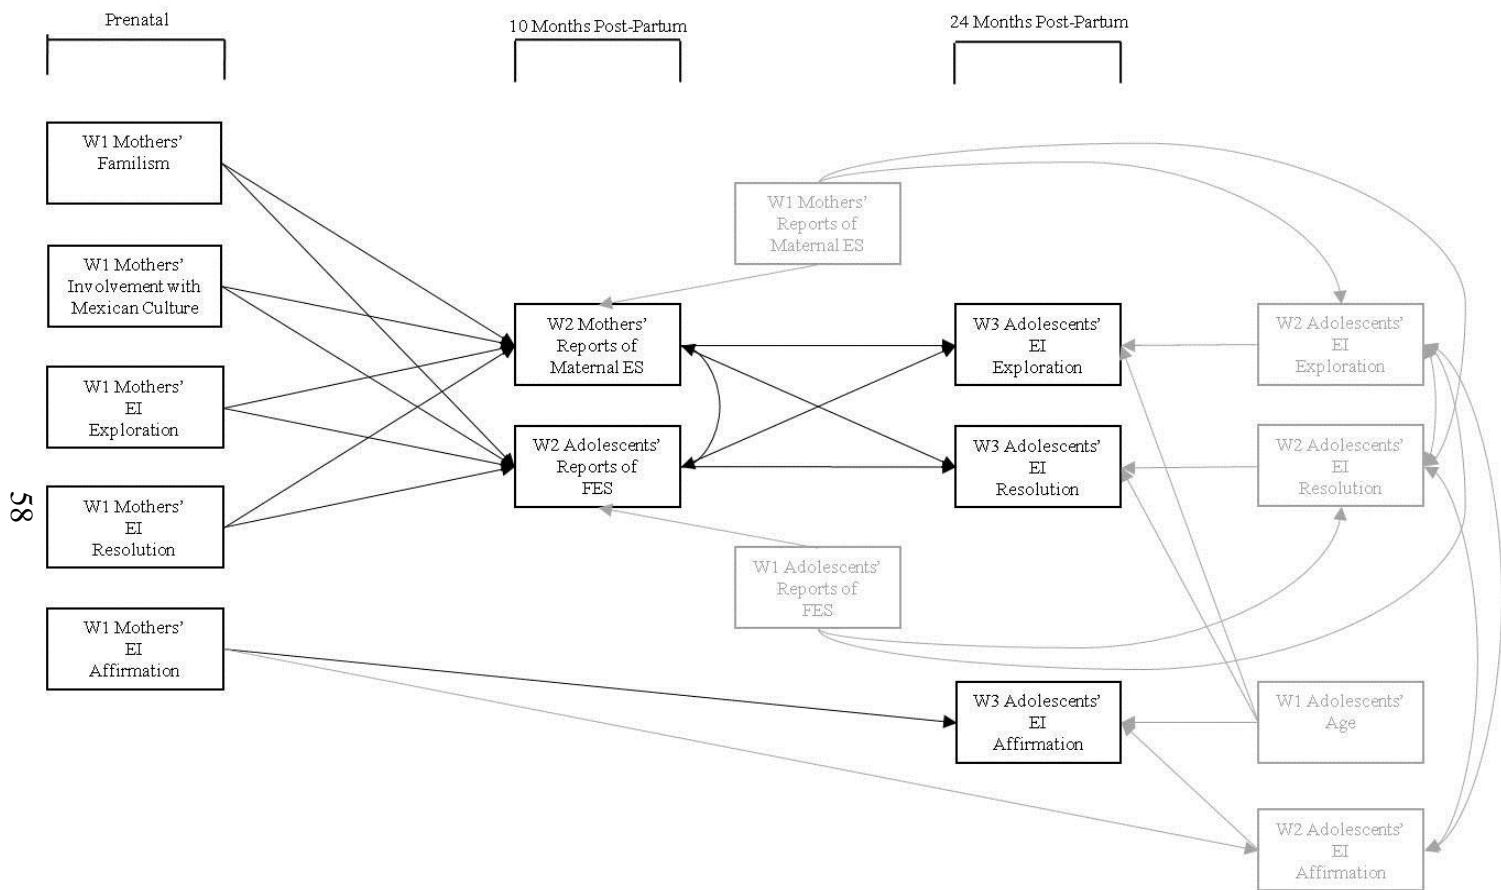 Prenatal
10 Months Post-Partum
24 Months Post-Partum
W1 Mothers’
Familism
W1 Mothers’
Involvement with
Mexican Culture
W1 Mothers’
EI
Exploration
W1 Mothers’
EI
Resolution
W1 Mothers’
EI
Affirmation
W1 Mothers’
Reports of
Maternal ES
W2 Mothers’
Reports of
Maternal ES
W2 Adolescents’
Reports of
FES
W1 Adolescents’
Reports of
FES
W3 Adolescents’
EI
Exploration
W3 Adolescents’
EI
Resolution
W3 Adolescents’
EI
Affirmation
W2 Adolescents’
EI
Exploration
W2 Adolescents’
EI
Resolution
W1 Adolescents’
Age
W2 Adolescents’
EI
Affirmation
58